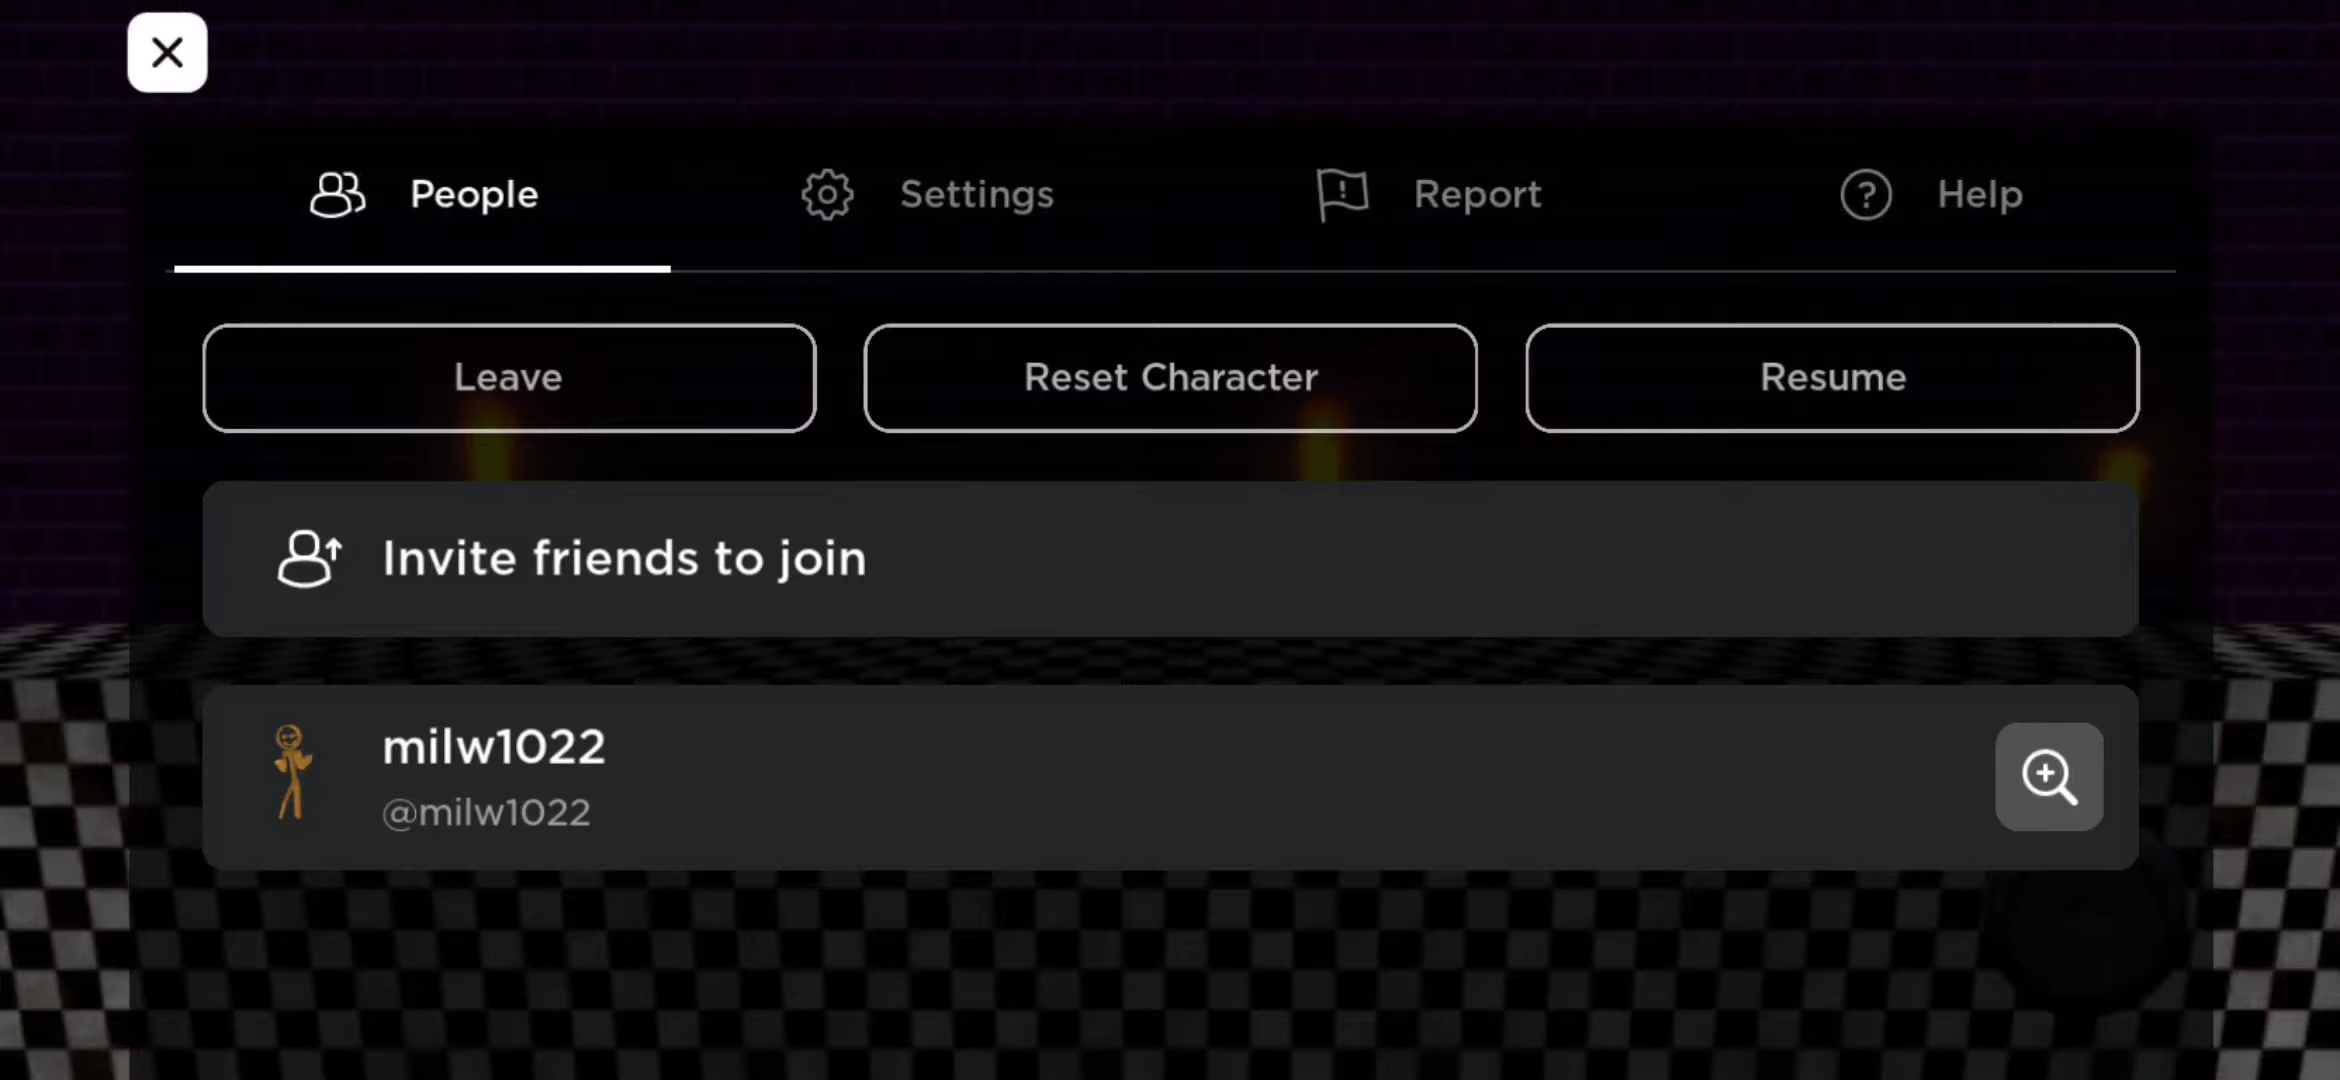 People
Settings
Report
Help
Leave
Reset Character
Resume
Invite friends to join
milw1022
@milw1022